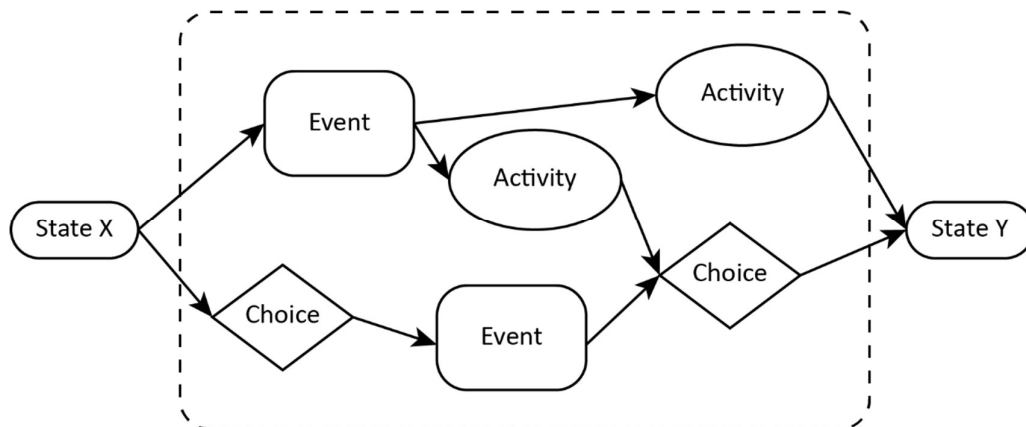 Activity
Event
Activity
State X
State Y
Choice
Choice
Event